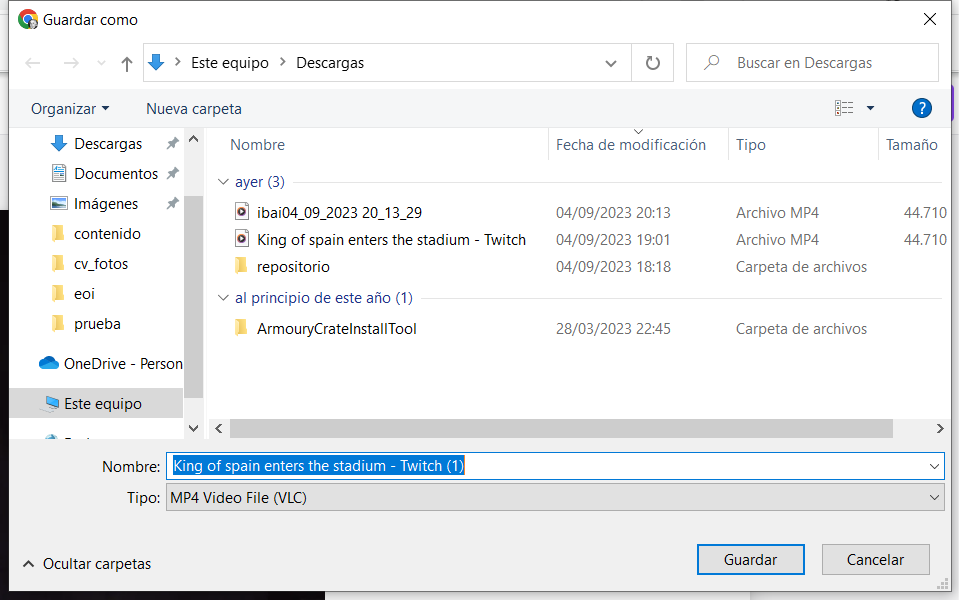 Guardar como
Este equipo > Descargas
Buscar en Descargas
Organizar
Nueva carpeta
Descargas
Documentos
Imágenes
contenido
cv_fotos
eoi
prueba
OneDrive - Person
Este equipo
Nombre Fecha de modificación Tipo Tamaño
ayer (3)
ibai04_09_2023 20_13_29 04/09/2023 20:13 Archivo MP4 44.710
King of spain enters the stadium - Twitch 04/09/2023 19:01 Archivo MP4 44.710
repositorio 04/09/2023 18:18 Carpeta de archivos
al principio de este año (1)
ArmouryCrateInstallTool 28/03/2023 22:45 Carpeta de archivos
Nombre: King of spain enters the stadium - Twitch (1)
Tipo: MP4 Video File (VLC)
Ocultar carpetas
Guardar
Cancelar